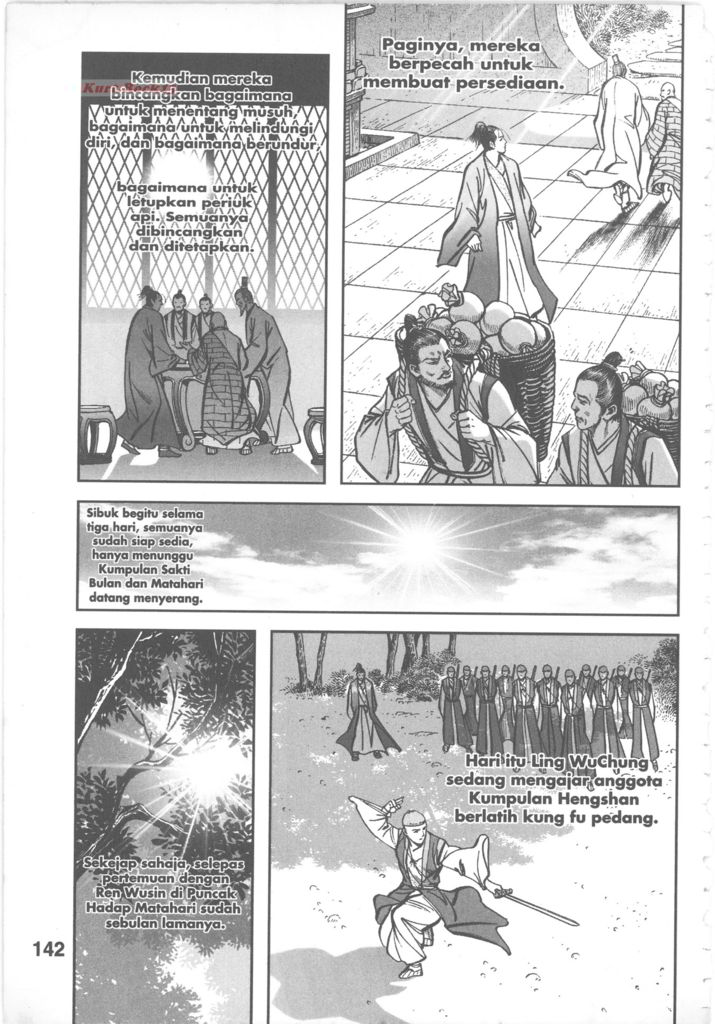 Kemudian mereka
bincangkan bagaimana
untuk menentang musuh,
bagaimana untuk melindungi
diri, dan bagaimana berundur,
bagaimana untuk
letupkan periuk
api. Semuanya
dibincangkan
dan ditetapkan.
Paginya, mereka
berpecah untuk
membuat persediaan.
Sibuk begitu selama
tiga hari, semuanya
sudah siap sedia,
hanya menunggu
Kumpulan Sakti
Bulan dan Matahari
datang menyerang.
Sekejap sahaja, selepas
pertemuan dengan
Ren Wusin di Puncak
Hadap Matahari sudah
sebulan lamanya.
Hari itu Ling WuChung
sedang mengajar anggota
Kumpulan Hengshan
berlatih kung fu pedang.
142